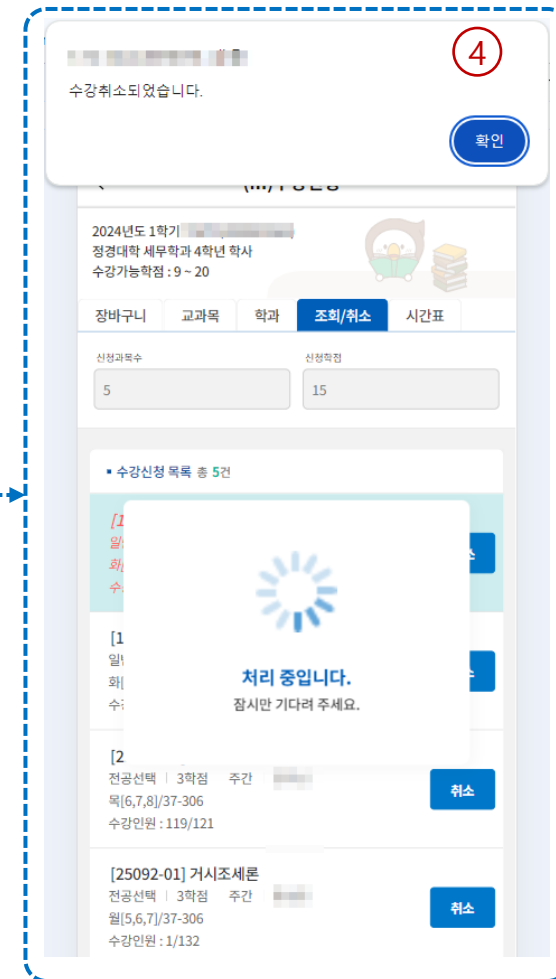 ④
수강취소되었습니다.
확인
2024년도 1학기
정경대학 세무학과 4학년 학사
수강가능학점 : 9 ~ 20
장바구니 교과목 학과 조회/취소 시간표
신청과목수 신청학점
5 15
▪ 수강신청 목록 총 5건
[1
화[
수
[1
화[
처리 중입니다.
잠시만 기다려 주세요.
[2
전공선택 | 3학점 주간
목[6,7,8]/37-306
취소
수강인원 : 119/121
[25092-01] 거시조세론
전공선택 | 3학점 주간
월[5,6,7]/37-306
취소
수강인원 : 1/132